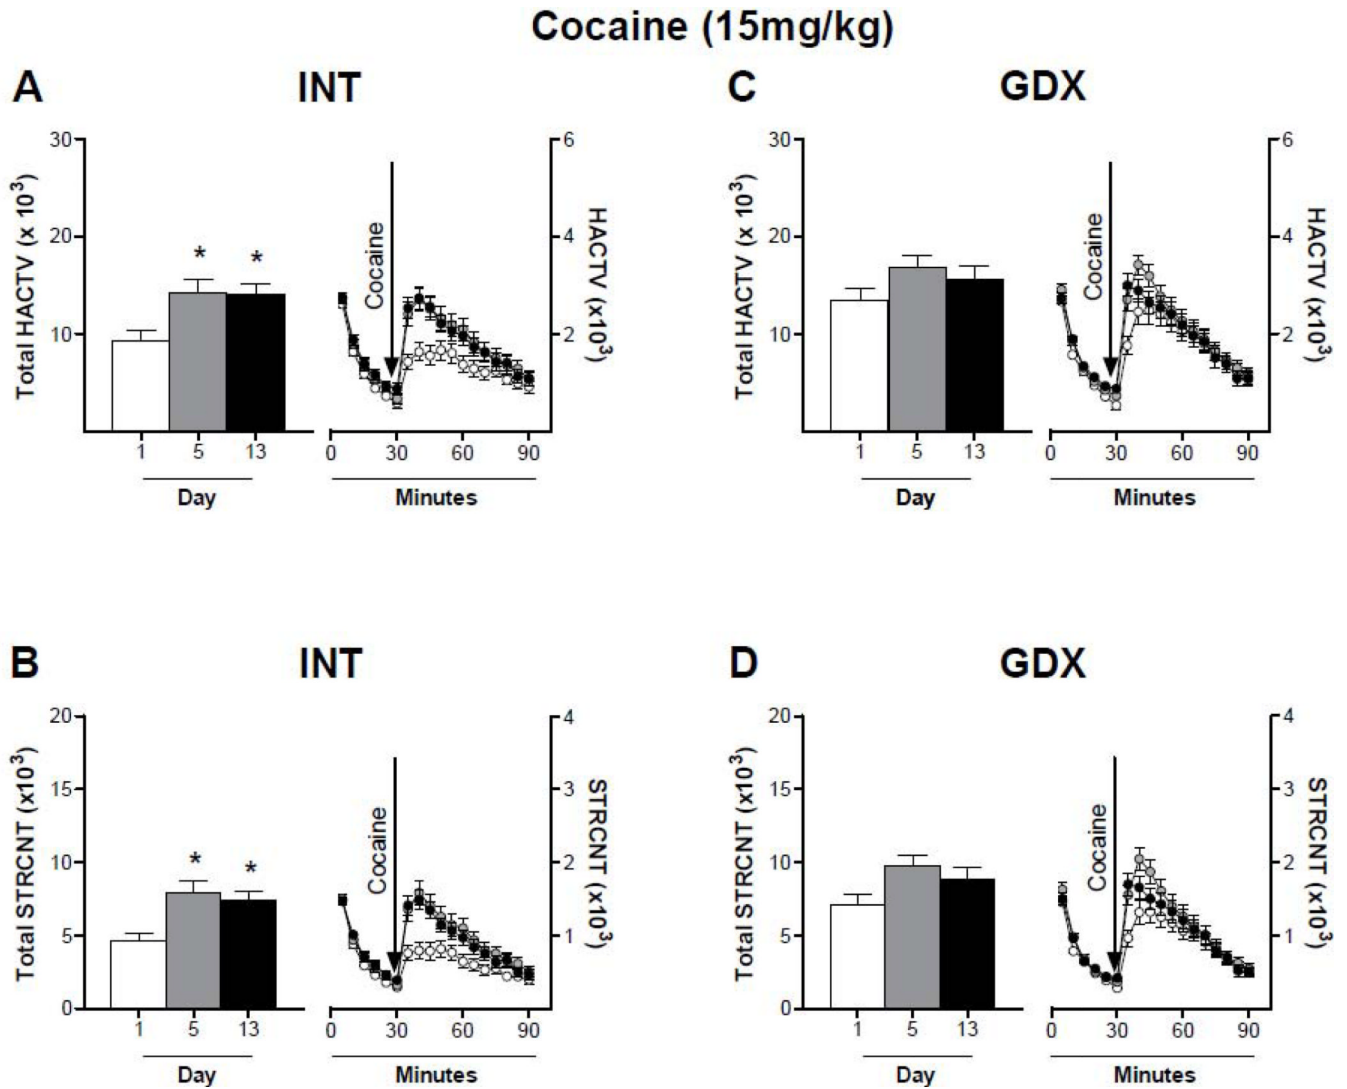 Cocaine (15mg/kg)
A INT
Total HACTV (x 10³)
30
20
10
* *
1 5 13
Day
Cocaine
6
4
2
HACTV (x10³)
0 30 60 90
Minutes
C GDX
Total HACTV (x 10³)
30
20
10
1 5 13
Day
Cocaine
6
4
2
HACTV (x10³)
0 30 60 90
Minutes
B INT
Total STRCNT (x10³)
20
15
10
5
0
* *
1 5 13
Day
Cocaine
4
3
2
1
STRCNT (x10³)
0 30 60 90
Minutes
D GDX
Total STRCNT (x10³)
20
15
10
5
0
1 5 13
Day
Cocaine
4
3
2
1
STRCNT (x10³)
0 30 60 90
Minutes